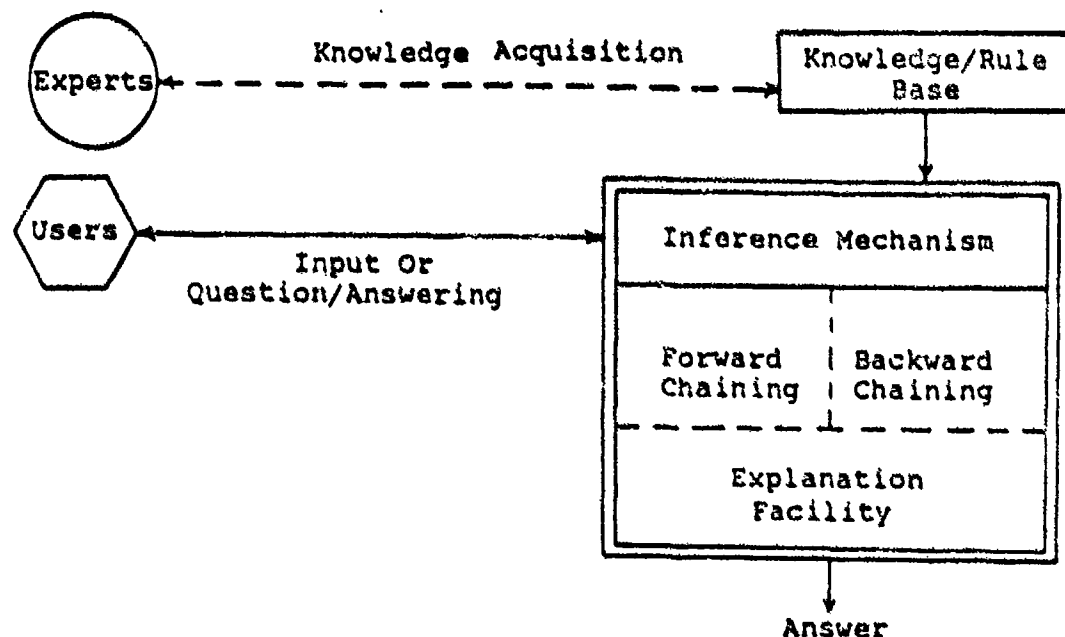 Knowledge Acquisition
Experts
Knowledge/Rule
Base
Users
Input Or
Question/Answering
Inference Mechanism
Forward
Chaining
Backward
Chaining
Explanation
Facility
Answer